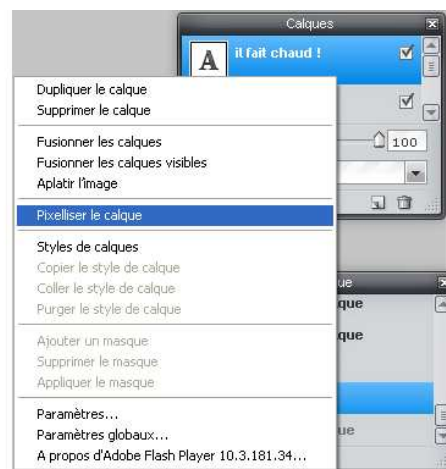 Calques
A
il fait chaud !
Dupliquer le calque
Supprimer le calque
Fusionner les calques
Fusionner les calques visibles
Aplatir l'image
100
Pixelliser le calque
Styles de calques
Copier le style de calque
Coller le style de calque
Purger le style de calque
Ajouter un masque
Supprimer le masque
Appliquer le masque
Paramètres...
Paramètres globaux...
A propos d'Adobe Flash Player 10.3.181.34...
ue
que
que
ue